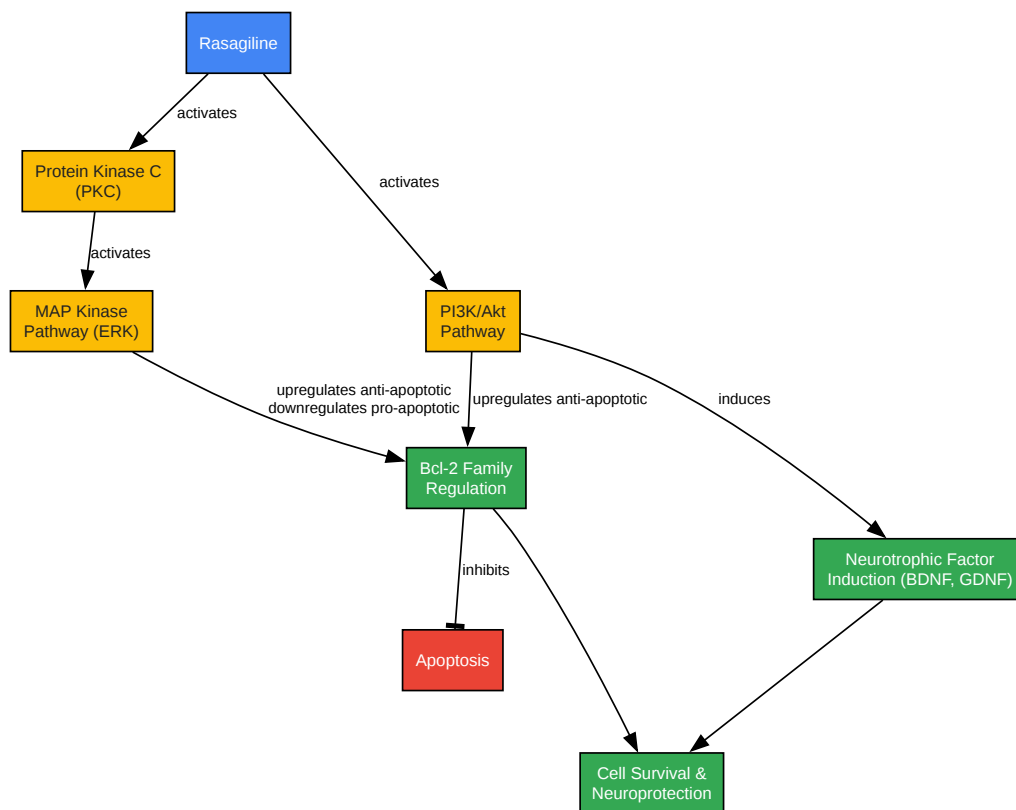 Rasagiline
activates
Protein Kinase C
(PKC)
activates
activates
MAP Kinase
Pathway (ERK)
PI3K/Akt
Pathway
upregulates anti-apoptotic
downregulates pro-apoptotic
upregulates anti-apoptotic
induces
Bcl-2 Family
Regulation
inhibits
Neurotrophic Factor
Induction (BDNF, GDNF)
Apoptosis
Cell Survival &
Neuroprotection